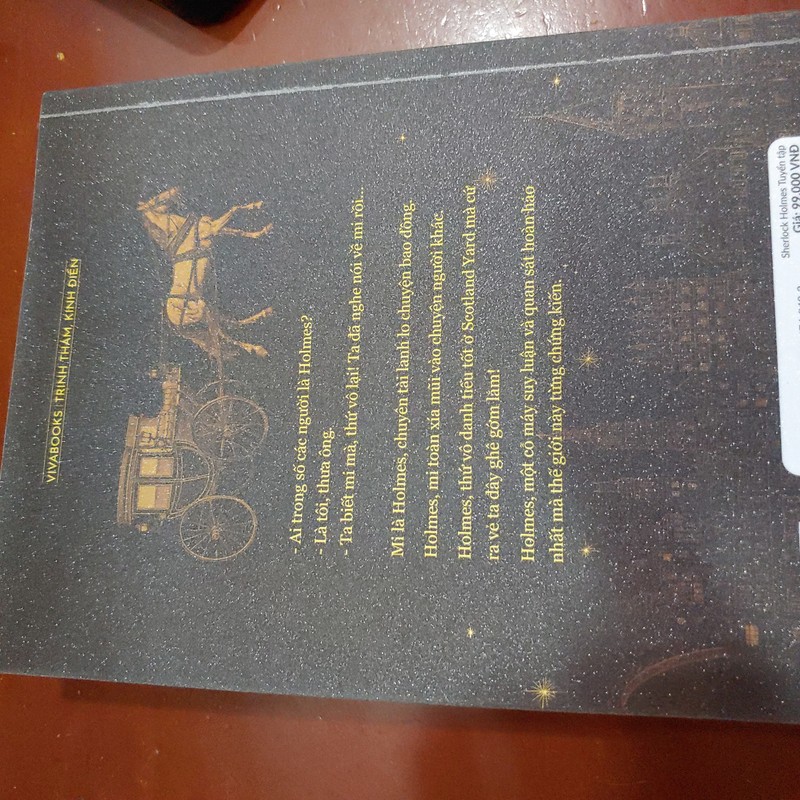 VIVABOOKS | TRINH THÁM, KINH ĐIỂN
- Ai trong số các người là Holmes?
- Là tôi, thưa ông.
- Ta biết mi mà, thứ vô lại! Ta đã nghe nói về mi rồi...
Mi là Holmes, chuyên tài lanh lo chuyện bao đồng.
Holmes, mi toàn xía mũi vào chuyện người khác.
Holmes, thứ vô danh tiểu tốt ở Scotland Yard mà cứ
ra vẻ ta đây ghê gớm lắm!
Holmes, một cỗ máy suy luận và quan sát hoàn hảo
nhất mà thế giới này từng chứng kiến.
Sherlock Holmes Tuyển tập
Giá: 99.000 VNĐ